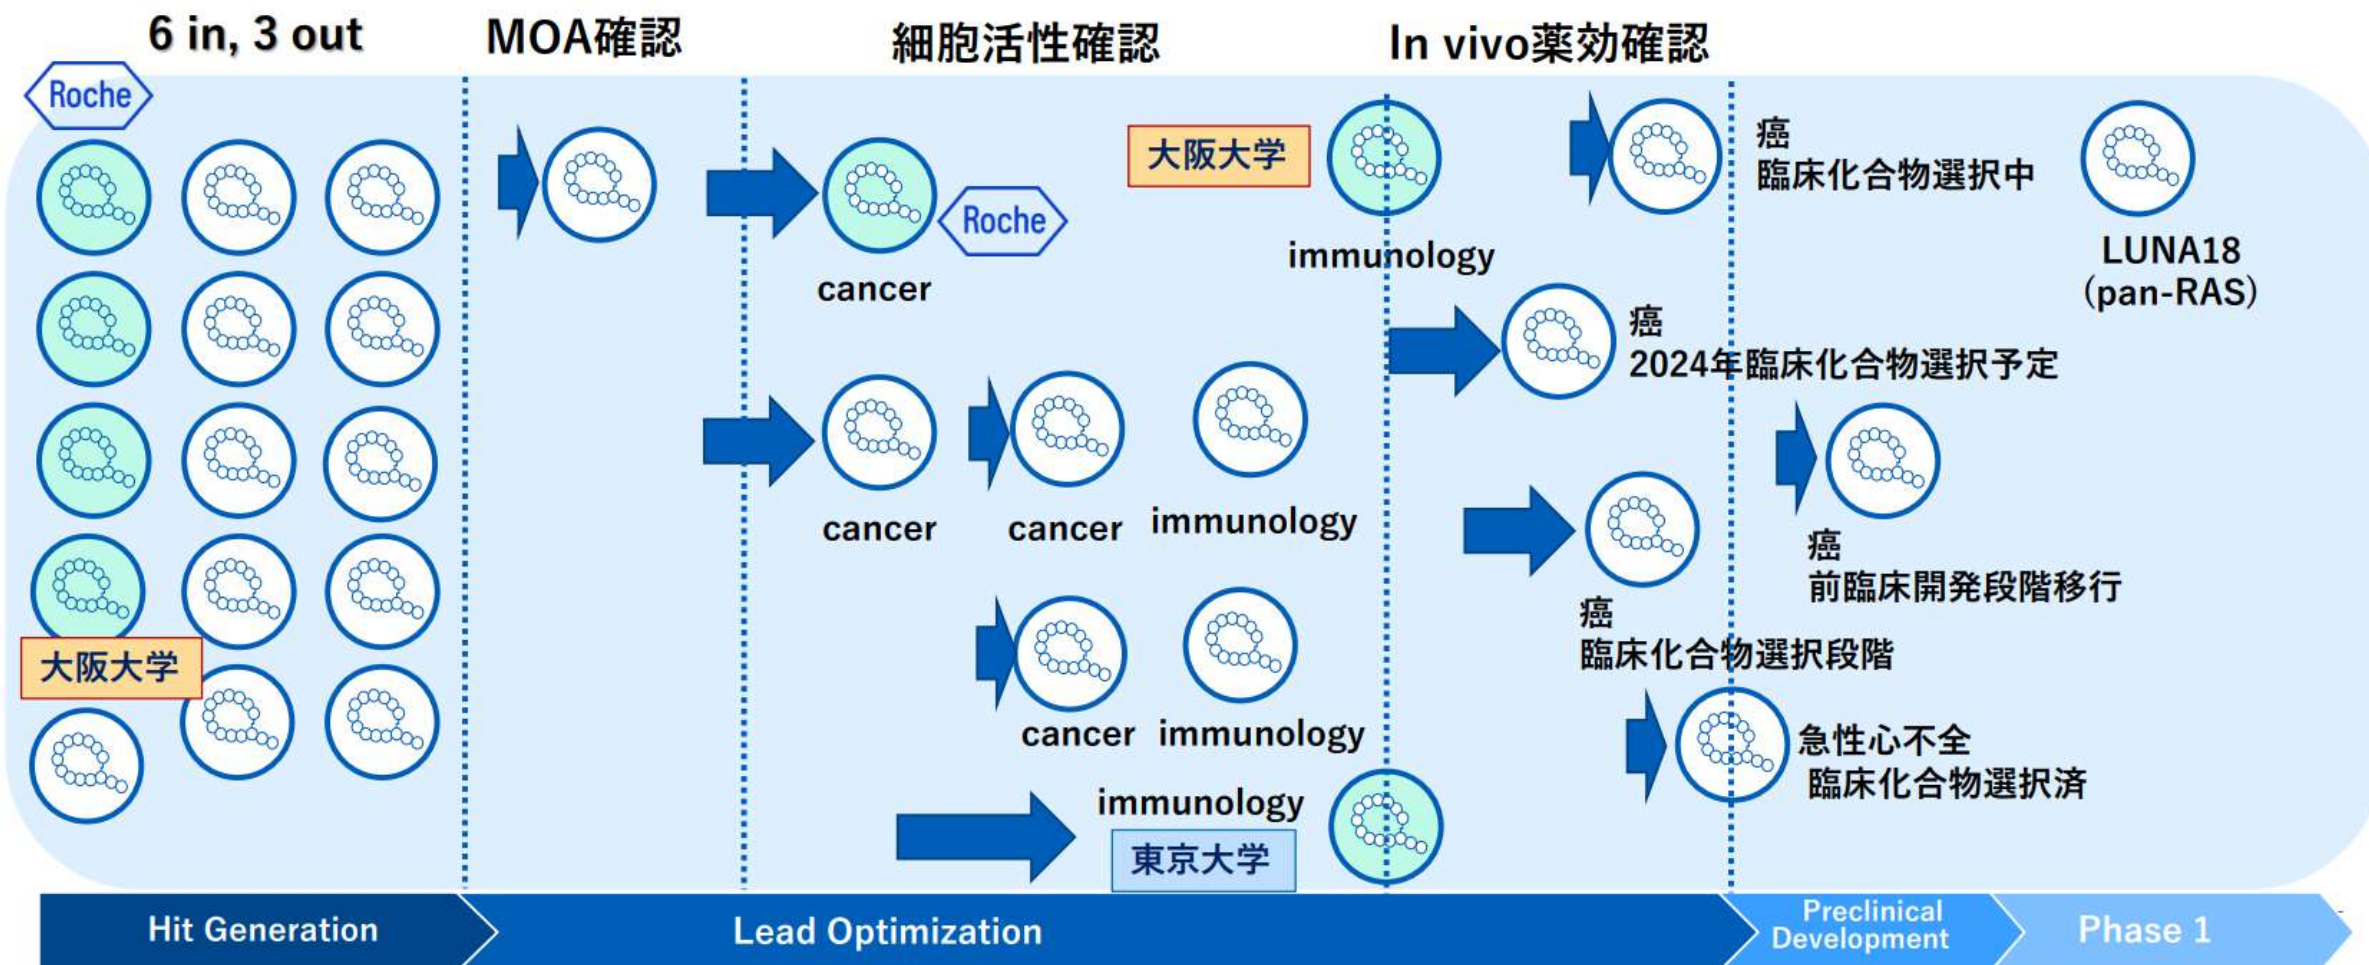 6 in, 3 out
MOA確認
細胞活性確認
In vivo薬効確認
Roche
大阪大学
癌
臨床化合物選択中
Roche
immunology
LUNA18
(pan-RAS)
cancer
癌
2024年臨床化合物選択予定
cancer
cancer
immunology
癌
前臨床開発段階移行
癌
臨床化合物選択段階
大阪大学
cancer
immunology
急性心不全
臨床化合物選択済
immunology
東京大学
Hit Generation
Lead Optimization
Preclinical
Development
Phase 1